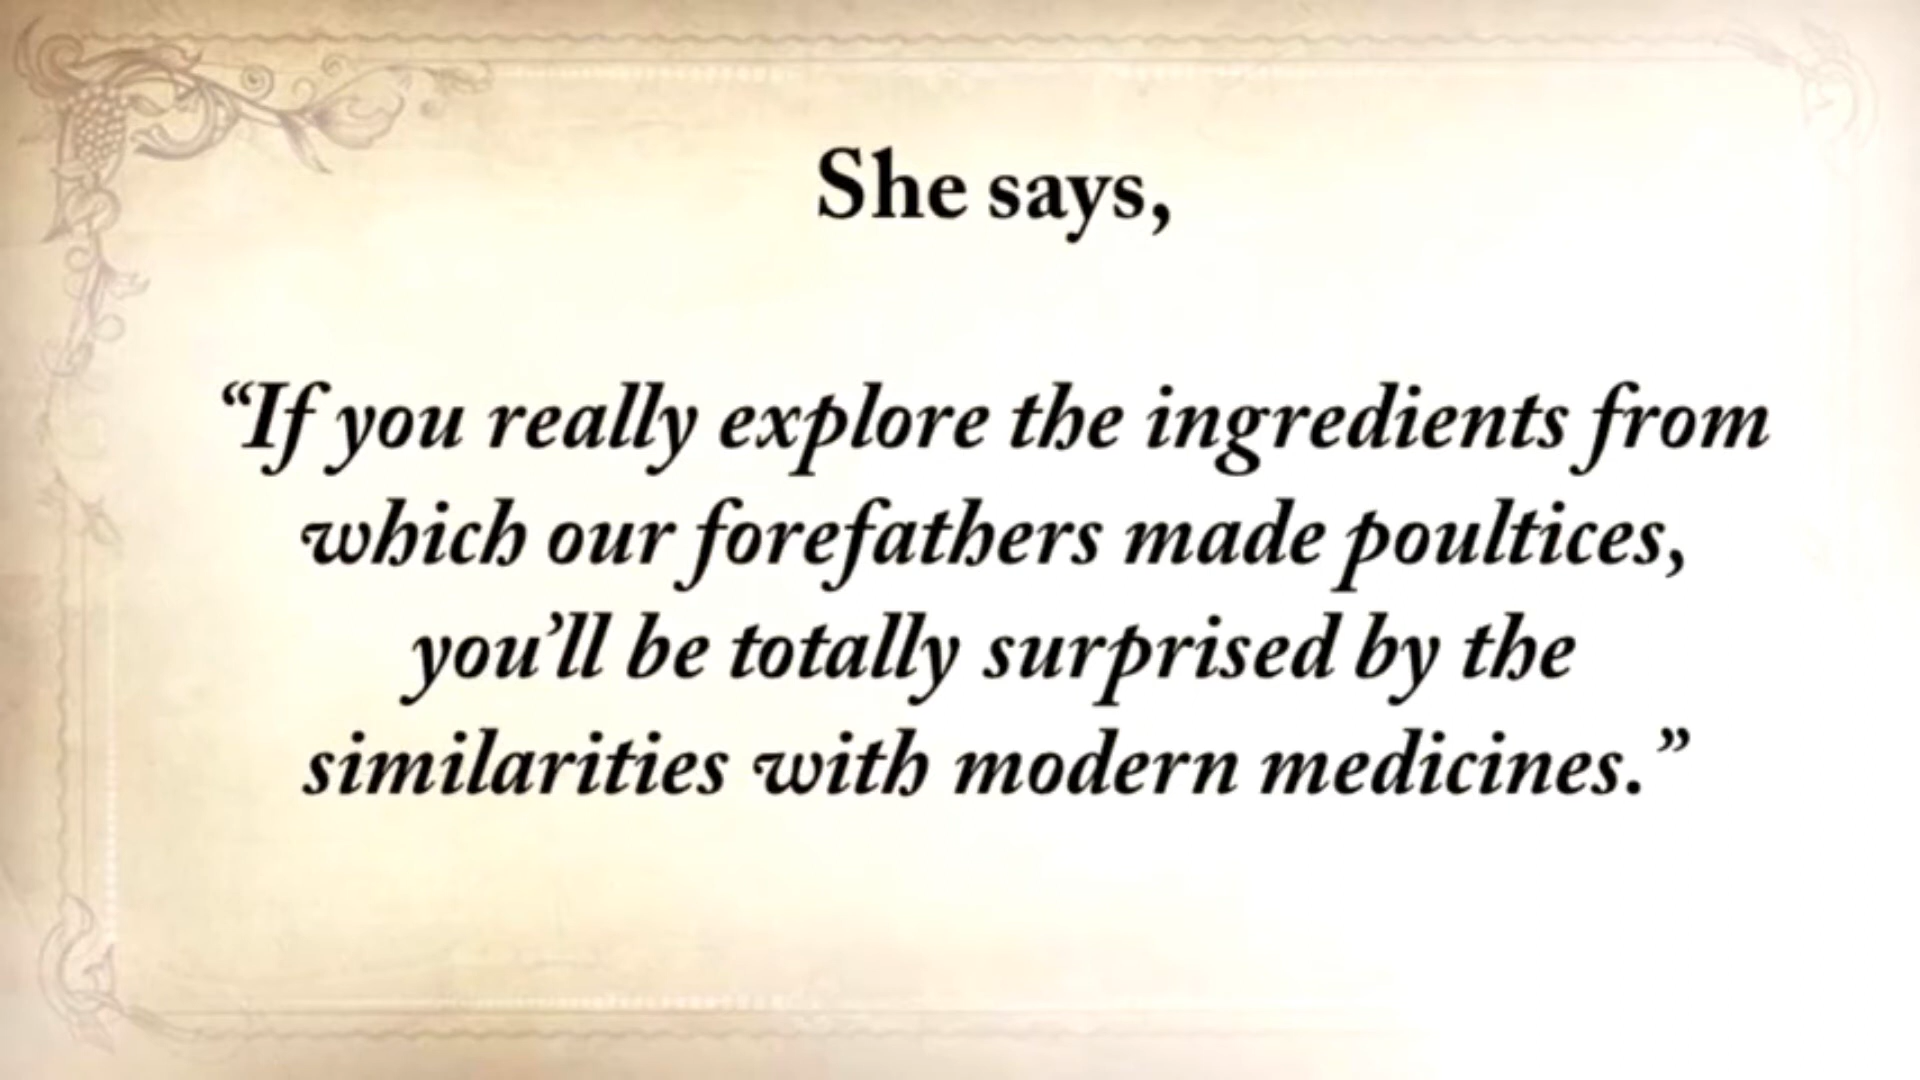 She says,
“If you really explore the ingredients from
which our forefathers made poultices,
you’ll be totally surprised by the
similarities with modern medicines.”